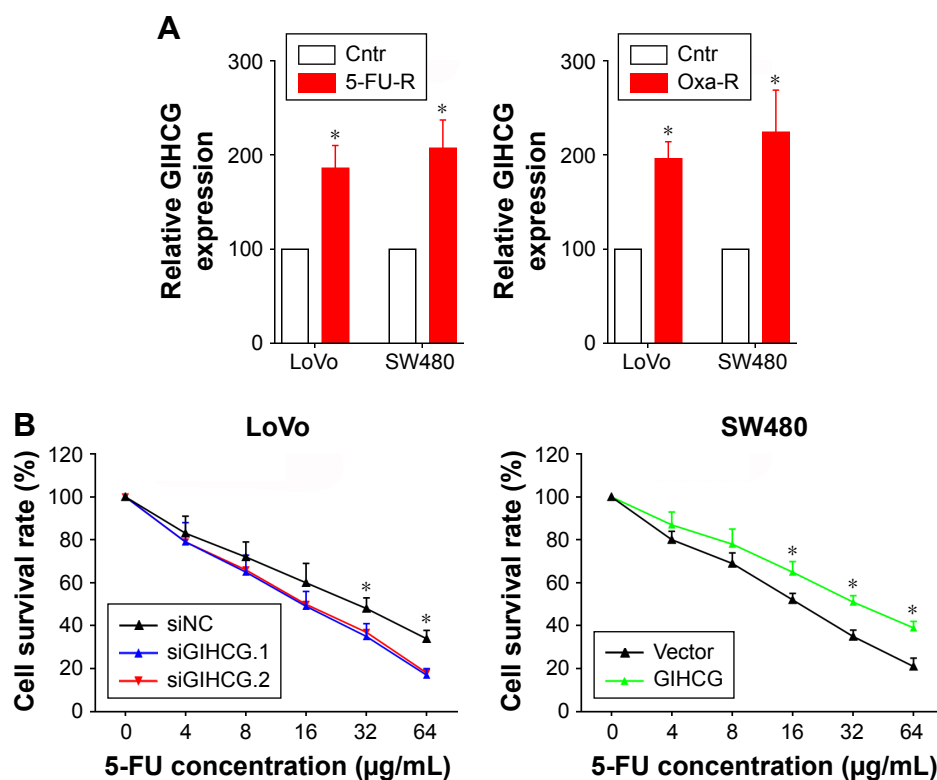 A
Cntr
5-FU-R
Relative GIHCG
expression
300
200
100
0
*
*
LoVo
SW480
Cntr
Oxa-R
Relative GIHCG
expression
300
200
100
0
*
*
LoVo
SW480
B
LoVo
Cell survival rate (%)
120
100
80
60
40
20
0
*
*
siNC
siGIHCG.1
siGIHCG.2
0 4 8 16 32 64
5-FU concentration (µg/mL)
SW480
Cell survival rate (%)
120
100
80
60
40
20
0
*
*
*
Vector
GIHCG
0 4 8 16 32 64
5-FU concentration (µg/mL)